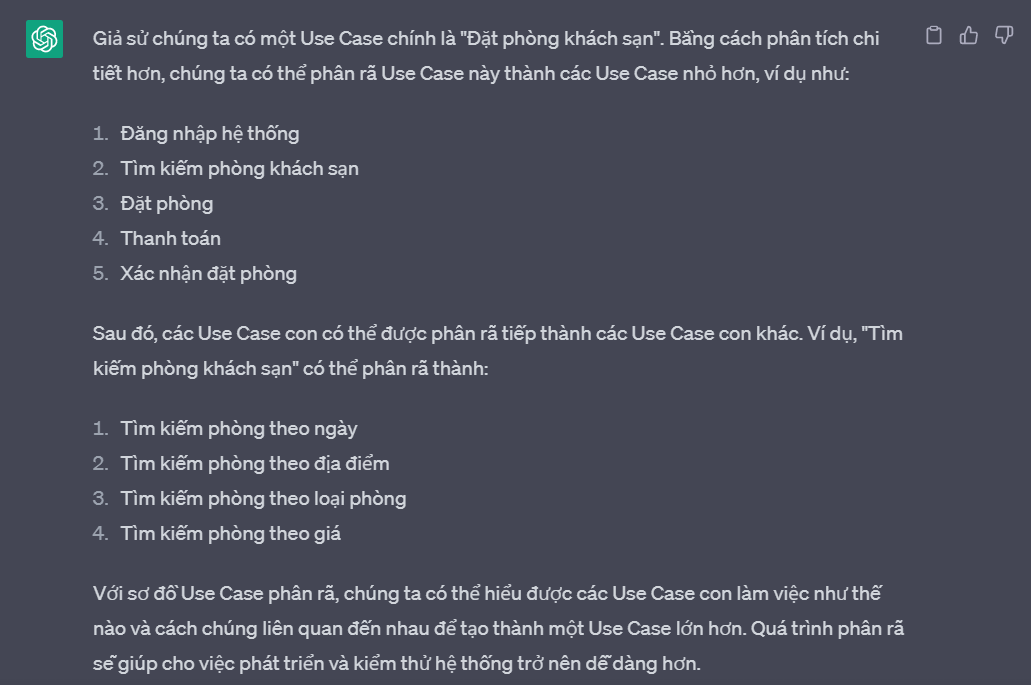 Giả sử chúng ta có một Use Case chính là "Đặt phòng khách sạn". Bằng cách phân tích chi
tiết hơn, chúng ta có thể phân rã Use Case này thành các Use Case nhỏ hơn, ví dụ như:
1. Đăng nhập hệ thống
2. Tìm kiếm phòng khách sạn
3. Đặt phòng
4. Thanh toán
5. Xác nhận đặt phòng
Sau đó, các Use Case con có thể được phân rã tiếp thành các Use Case con khác. Ví dụ, "Tìm
kiếm phòng khách sạn" có thể phân rã thành:
1. Tìm kiếm phòng theo ngày
2. Tìm kiếm phòng theo địa điểm
3. Tìm kiếm phòng theo loại phòng
4. Tìm kiếm phòng theo giá
Với sơ đồ Use Case phân rã, chúng ta có thể hiểu được các Use Case con làm việc như thế
nào và cách chúng liên quan đến nhau để tạo thành một Use Case lớn hơn. Quá trình phân rã
sẽ giúp cho việc phát triển và kiểm thử hệ thống trở nên dễ dàng hơn.